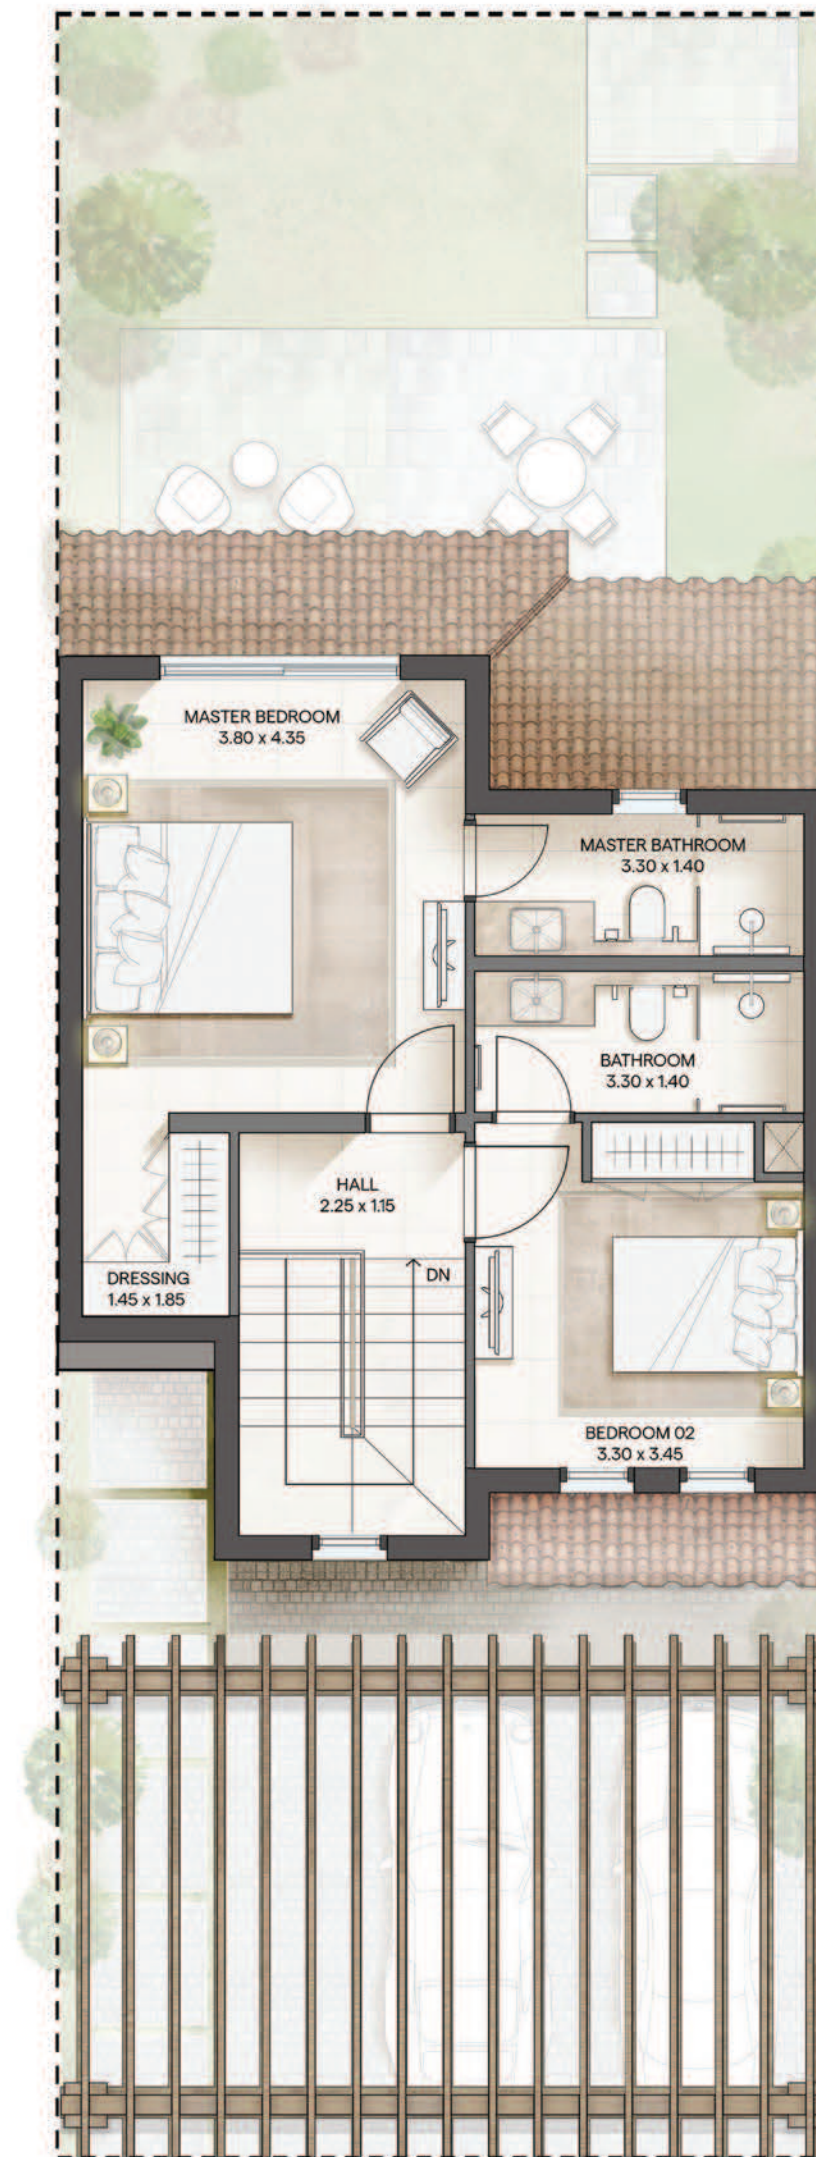 MASTER BEDROOM
3.80 x 4.35
MASTER BATHROOM
3.30 x 1.40
BATHROOM
3.30 x 1.40
HALL
2.25 x 1.15
DN
DRESSING
1.45 x 1.85
BEDROOM 02
3.30 x 3.45